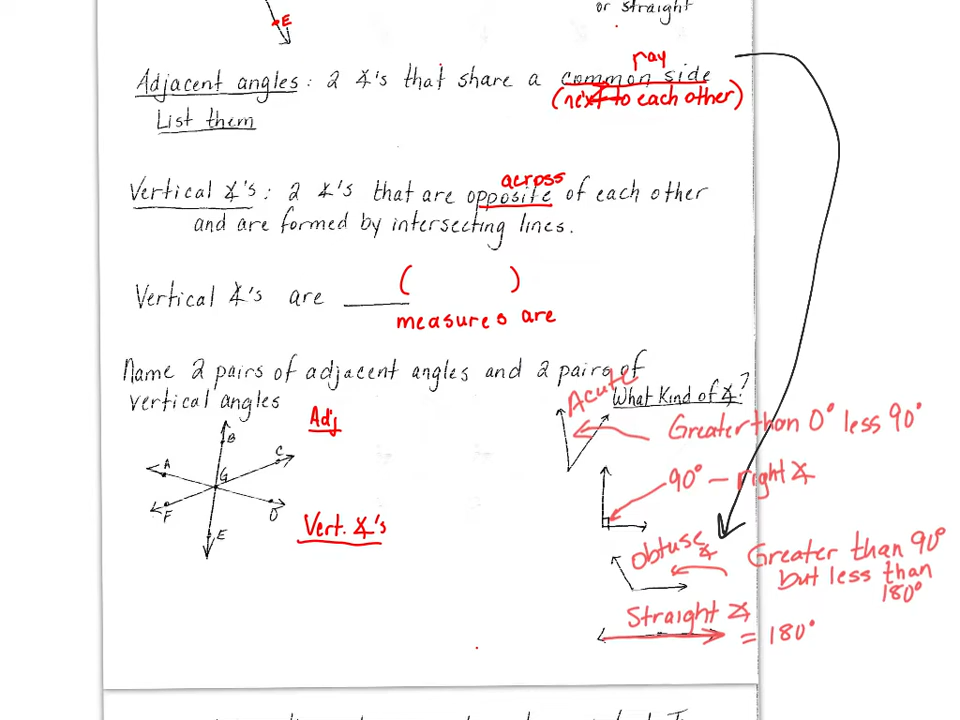 E
or straight
ray
Adjacent angles: 2 ∡'s that share a common side
(next to each other)
List them
across
Vertical ∡'s: 2 ∡'s that are opposite of each other
and are formed by intersecting lines.
Vertical ∡'s are ____ ( )
measures are
Name 2 pairs of adjacent angles and 2 pairs of
vertical angles
Adj
B
A
C
G
F
D
E
Vert. ∡'s
What Kind of ∡?
Acute
Greater than 0° less 90°
90° - right ∡
Obtuse ∡
Greater than 90°
but less than
180°
Straight ∡
= 180°